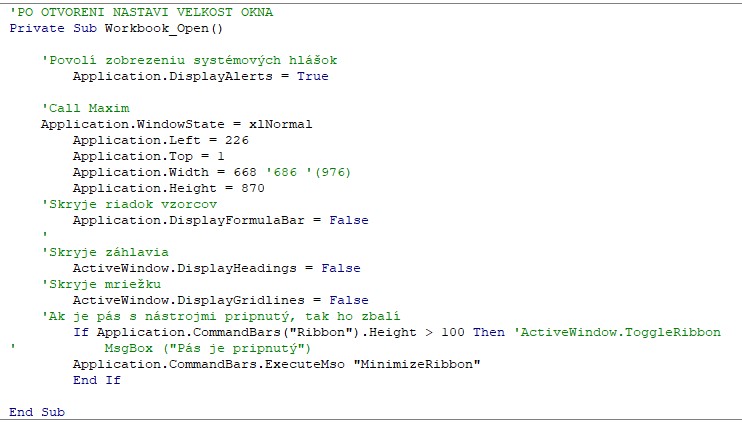 'PO OTVORENI NASTAVI VELKOST OKNA
Private Sub Workbook_Open()
'Povolí zobrezeniu systémových hlášok
Application.DisplayAlerts = True
'Call Maxim
Application.WindowState = xlNormal
Application.Left = 226
Application.Top = 1
Application.Width = 668 '686 '(976)
Application.Height = 870
'Skryje riadok vzorcov
Application.DisplayFormulaBar = False
'
'Skryje záhlavia
ActiveWindow.DisplayHeadings = False
'Skryje mriežku
ActiveWindow.DisplayGridlines = False
'Ak je pás s nástrojmi pripnutý, tak ho zbalí
If Application.CommandBars("Ribbon").Height > 100 Then 'ActiveWindow.ToggleRibbon
' MsgBox ("Pás je pripnutý")
Application.CommandBars.ExecuteMso "MinimizeRibbon"
End If
End Sub